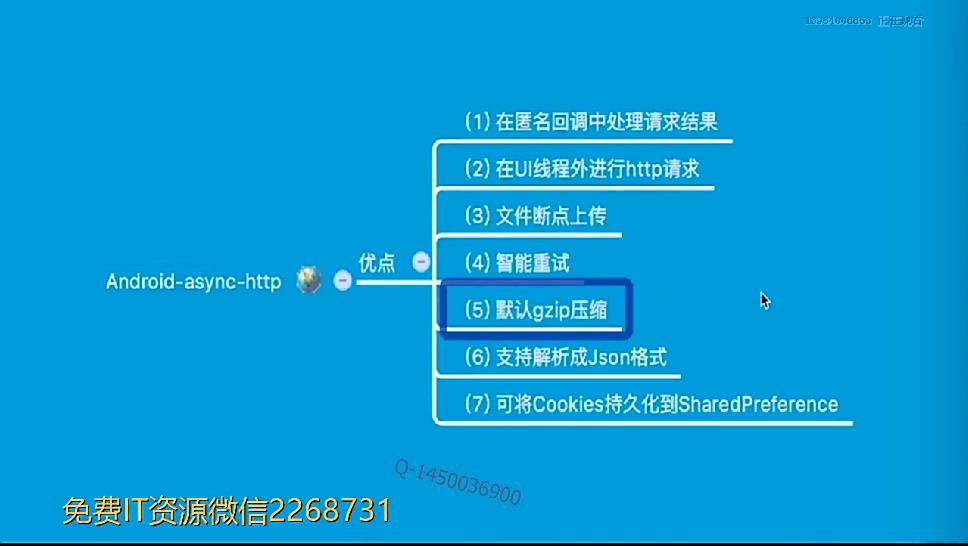 正在观看
(1) 在匿名回调中处理请求结果
(2) 在UI线程外进行http请求
(3) 文件断点上传
优点
(4) 智能重试
Android-async-http
(5) 默认gzip压缩
(6) 支持解析成Json格式
(7) 可将Cookies持久化到SharedPreference
Q-1450036900
免费IT资源微信2268731